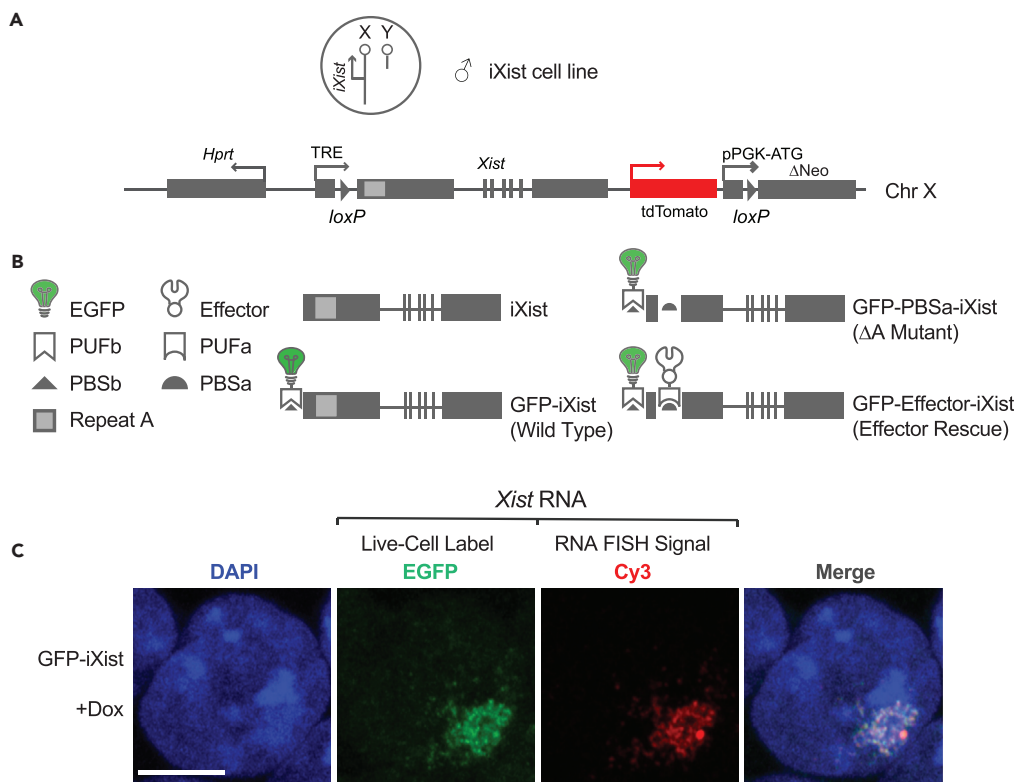 A
X Y
iXist
♂ iXist cell line
Hprt
TRE
Xist
pPGK-ATG
ΔNeo
Chr X
loxP
tdTomato
loxP
B
EGFP
Effector
PUFb
PUFa
PBSb
PBSa
Repeat A
iXist
GFP-iXist
(Wild Type)
GFP-PBSa-iXist
(ΔA Mutant)
GFP-Effector-iXist
(Effector Rescue)
Xist RNA
C
Live-Cell Label
RNA FISH Signal
DAPI
EGFP
Cy3
Merge
GFP-iXist
+Dox